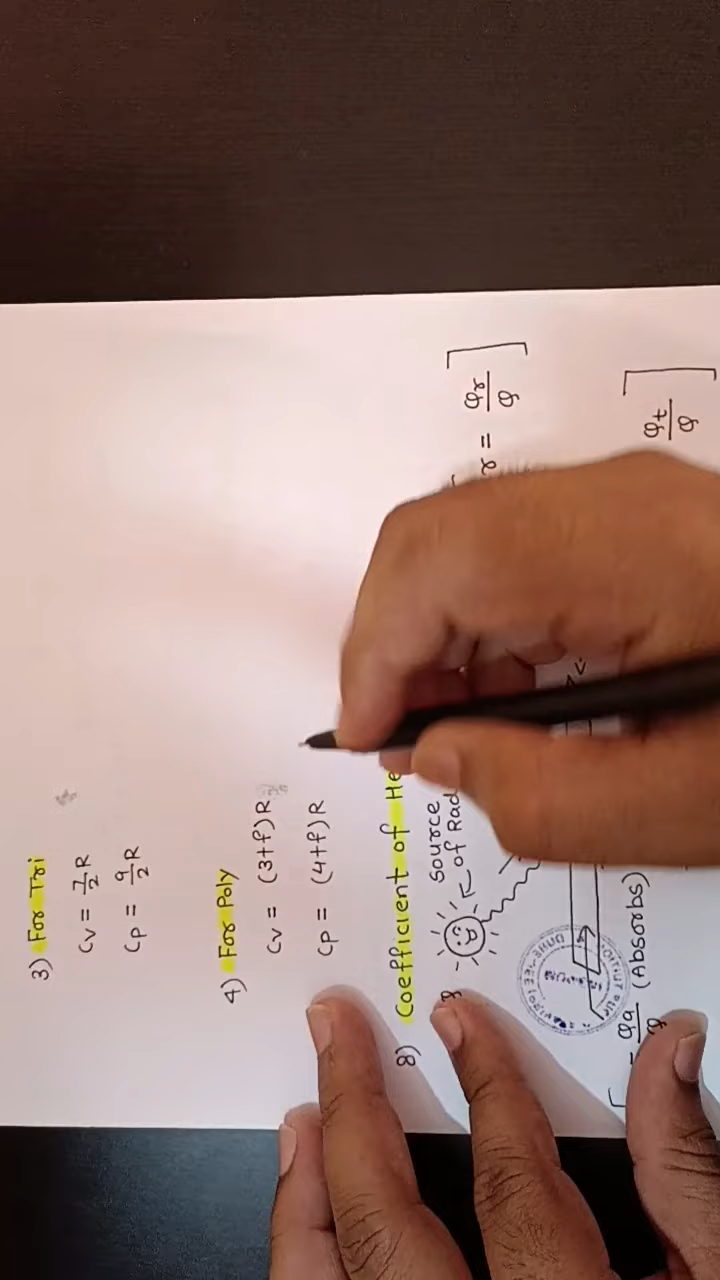 3) For Tri
Cv = 7/2 R
Cp = 9/2 R
4) For Poly
Cv = (3+f)R
Cp = (4+f)R
8) Coefficient of He
Source
of Rad
r = Qr/Q ]
Qt/Q ]
Qa/Q (Absorbs)